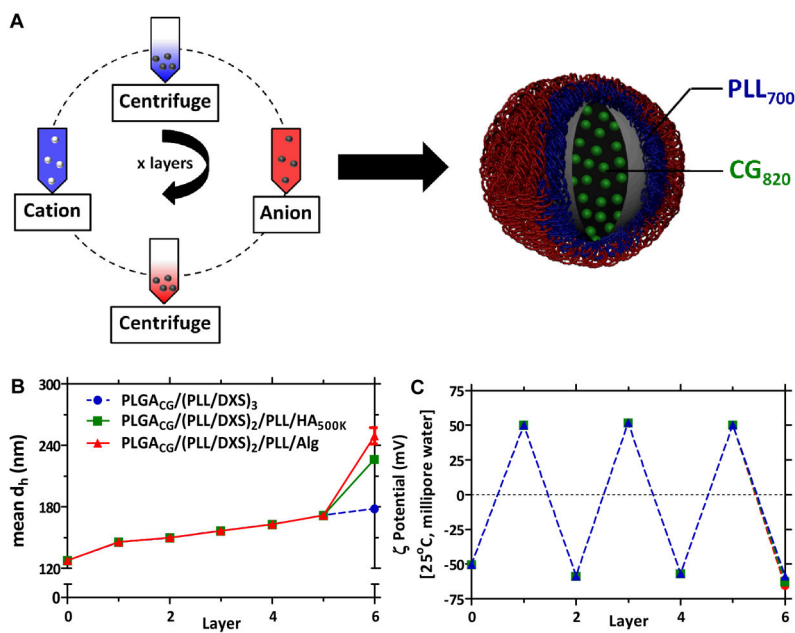 A
Centrifuge
x layers
Cation
Anion
Centrifuge
PLL700
CG820
B
300
240
180
120
0
mean dh (nm)
PLGACG/(PLL/DXS)3
PLGACG/(PLL/DXS)2/PLL/HA500K
PLGACG/(PLL/DXS)2/PLL/Alg
0 2 4 6
Layer
C
75
50
25
0
-25
-50
-75
ζ Potential (mV)
[25°C, millipore water]
0 2 4 6
Layer